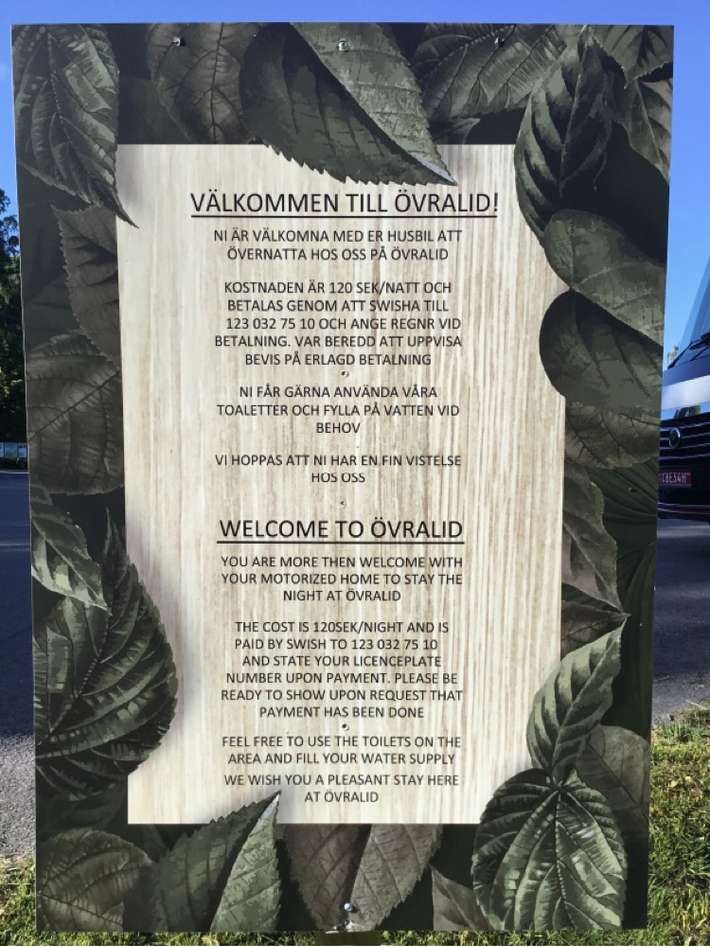 VÄLKOMMEN TILL ÖVRALID!
NI ÄR VÄLKOMNA MED ER HUSBIL ATT
ÖVERNATTA HOS OSS PÅ ÖVRALID
KOSTNADEN ÄR 120 SEK/NATT OCH
BETALAS GENOM ATT SWISHA TILL
123 032 75 10 OCH ANGE REGNR VID
BETALNING. VAR BEREDD ATT UPPVISA
BEVIS PÅ ERLAGD BETALNING
NI FÅR GÄRNA ANVÄNDA VÅRA
TOALETTER OCH FYLLA PÅ VATTEN VID
BEHOV
VI HOPPAS ATT NI HAR EN FIN VISTELSE
HOS OSS
WELCOME TO ÖVRALID
YOU ARE MORE THEN WELCOME WITH
YOUR MOTORIZED HOME TO STAY THE
NIGHT AT ÖVRALID
THE COST IS 120SEK/NIGHT AND IS
PAID BY SWISH TO 123 032 75 10
AND STATE YOUR LICENCEPLATE
NUMBER UPON PAYMENT. PLEASE BE
READY TO SHOW UPON REQUEST THAT
PAYMENT HAS BEEN DONE
FEEL FREE TO USE THE TOILETS ON THE
AREA AND FILL YOUR WATER SUPPLY
WE WISH YOU A PLEASANT STAY HERE
AT ÖVRALID